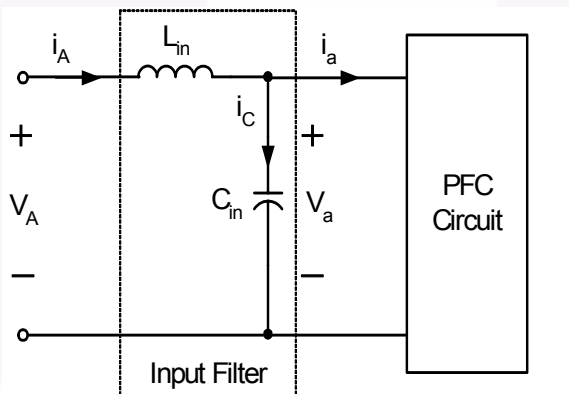 i_A
L_in
i_a
i_C
+
+
V_A
C_in
V_a
PFC
Circuit
−
−
Input Filter